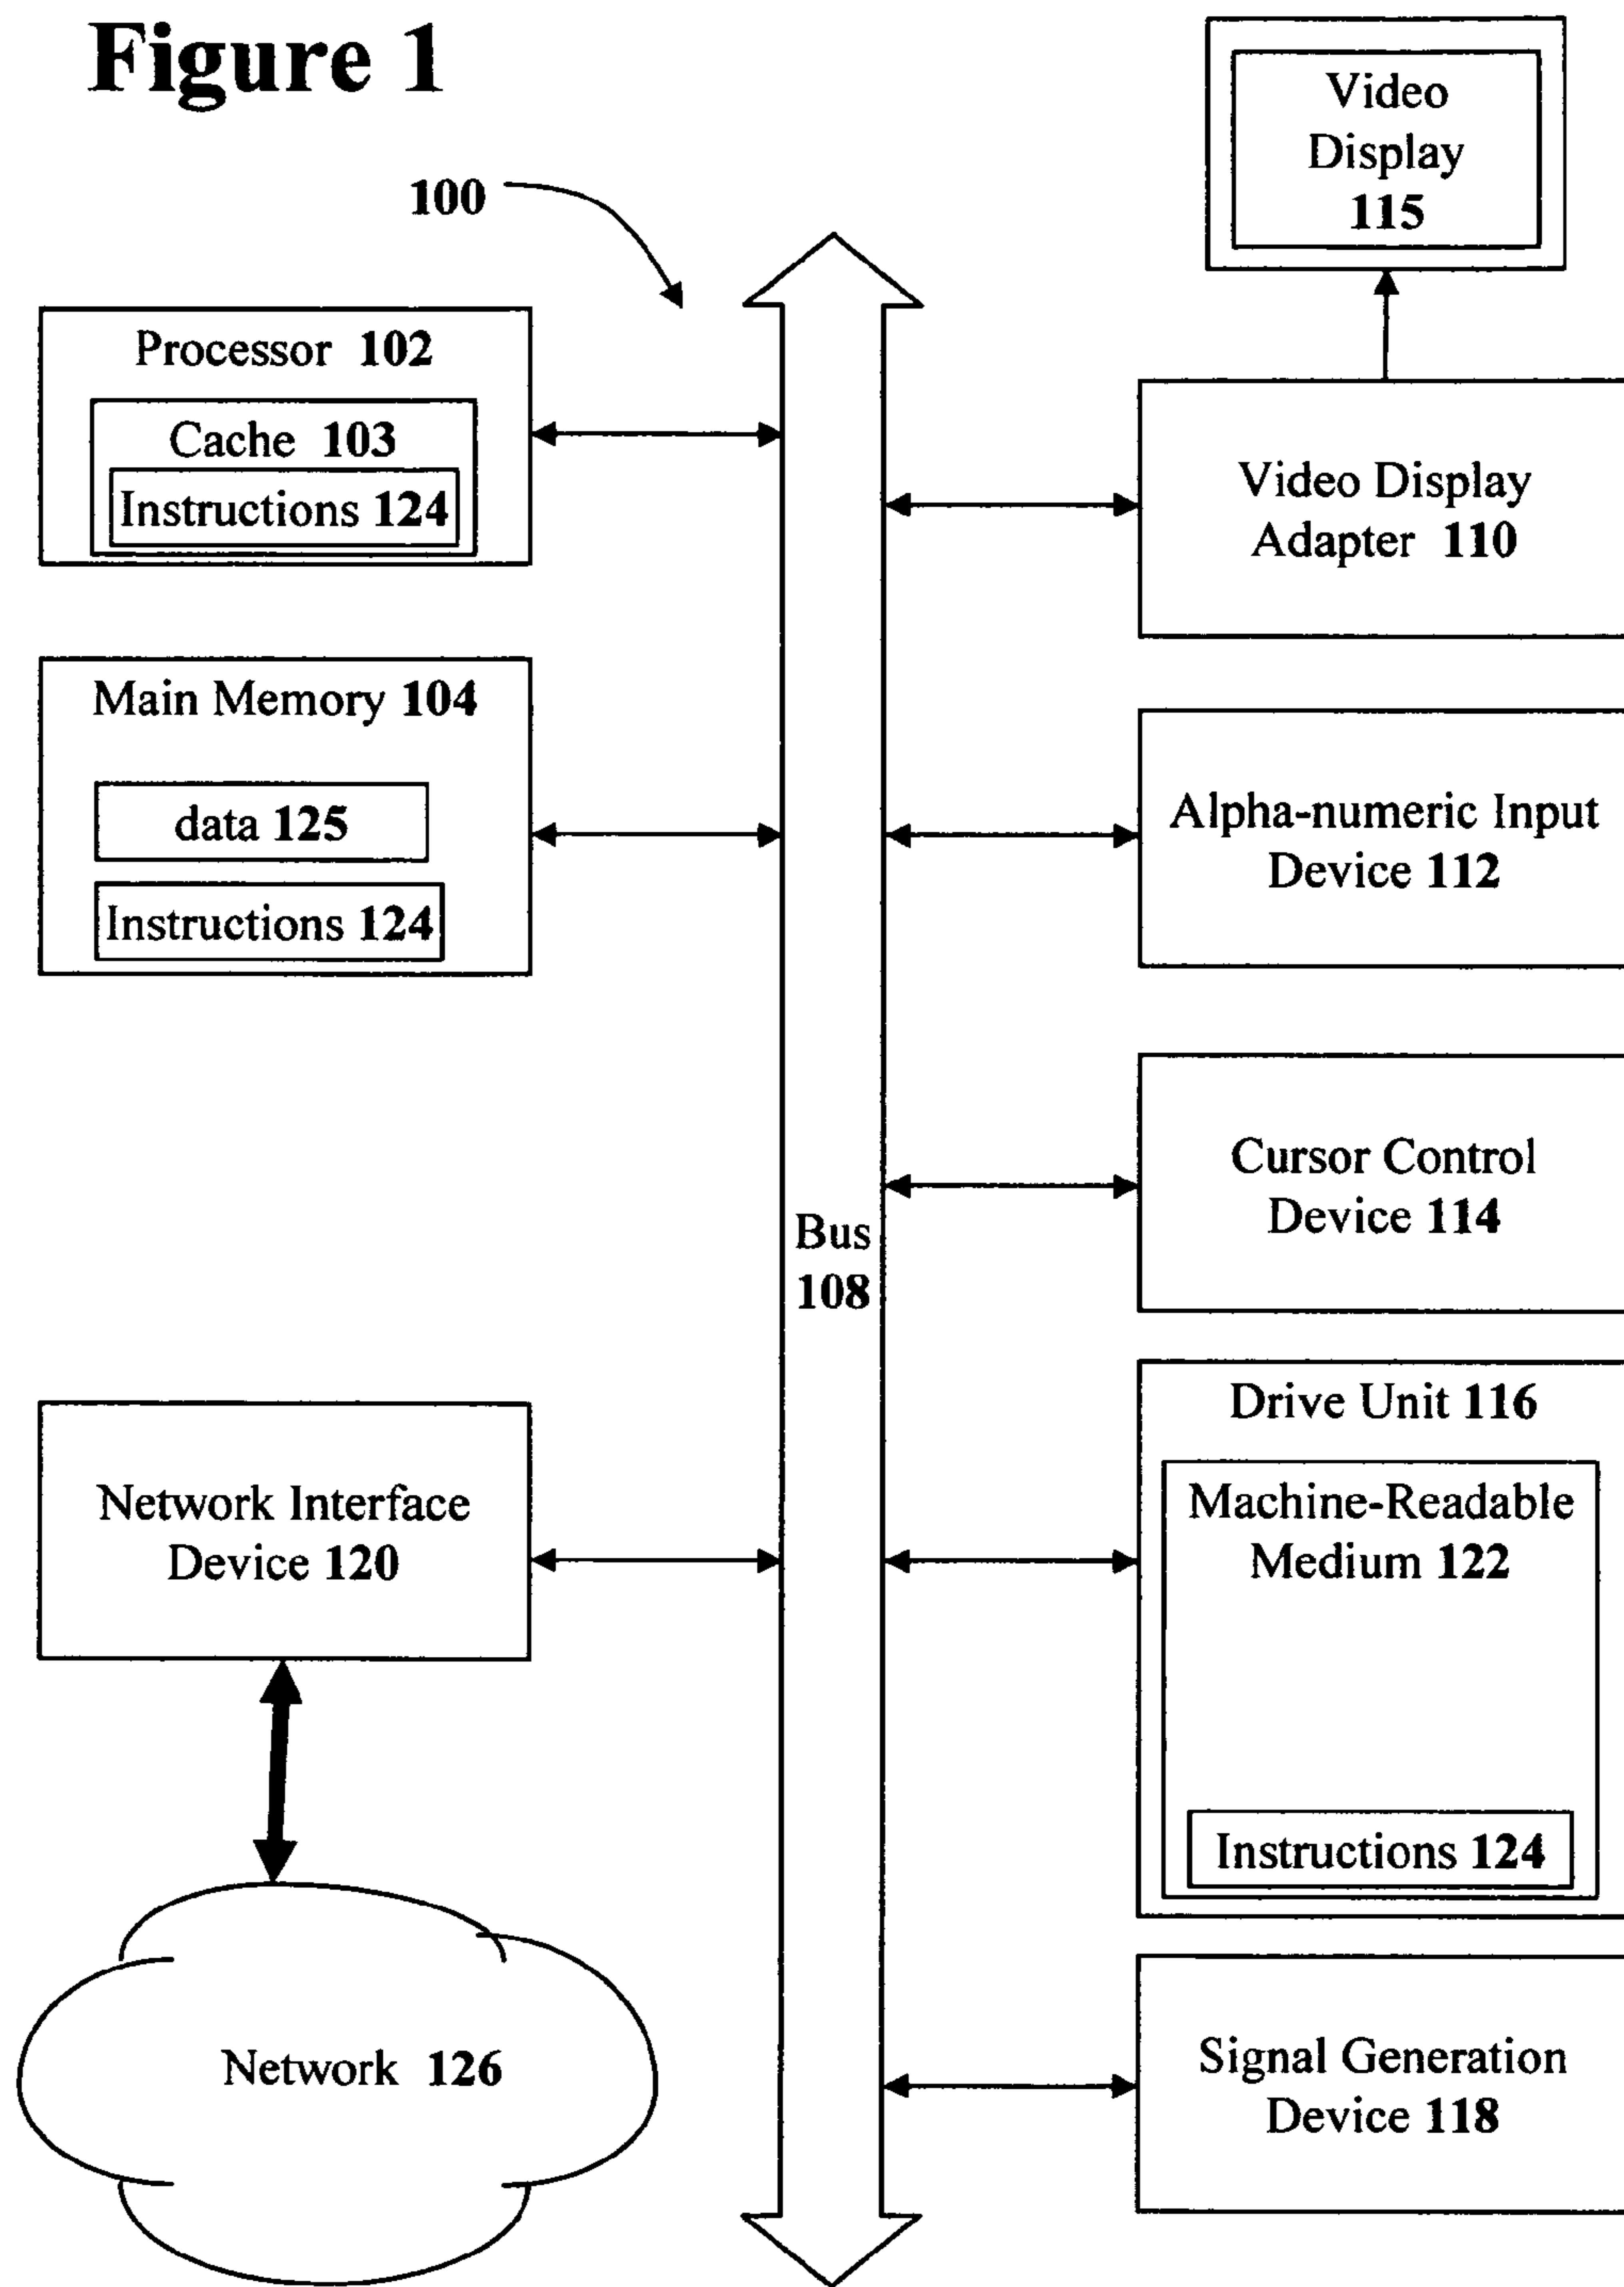 Figure 1
100
Video
Display
115
Processor 102
Cache 103
Instructions 124
Video Display
Adapter 110
Main Memory 104
data 125
Instructions 124
Alpha-numeric Input
Device 112
Cursor Control
Device 114
Bus
108
Network Interface
Device 120
Drive Unit 116
Machine-Readable
Medium 122
Instructions 124
Network 126
Signal Generation
Device 118